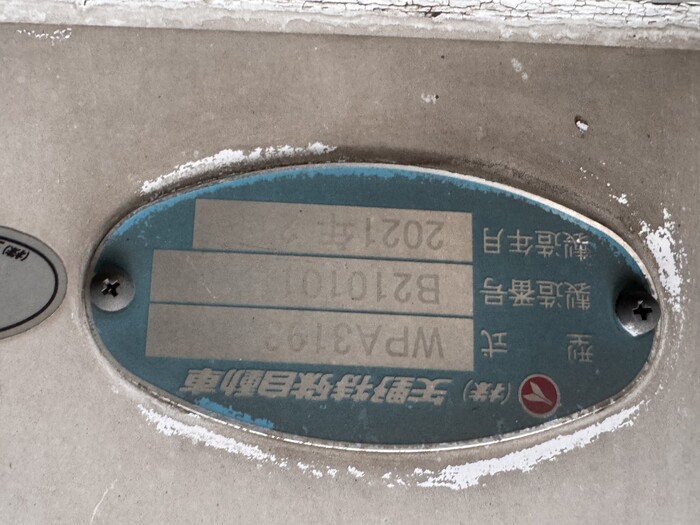 (株)矢野特殊自動車
型 式 WPA3193
製造番号 B21010
製造年月 2021年
(株)